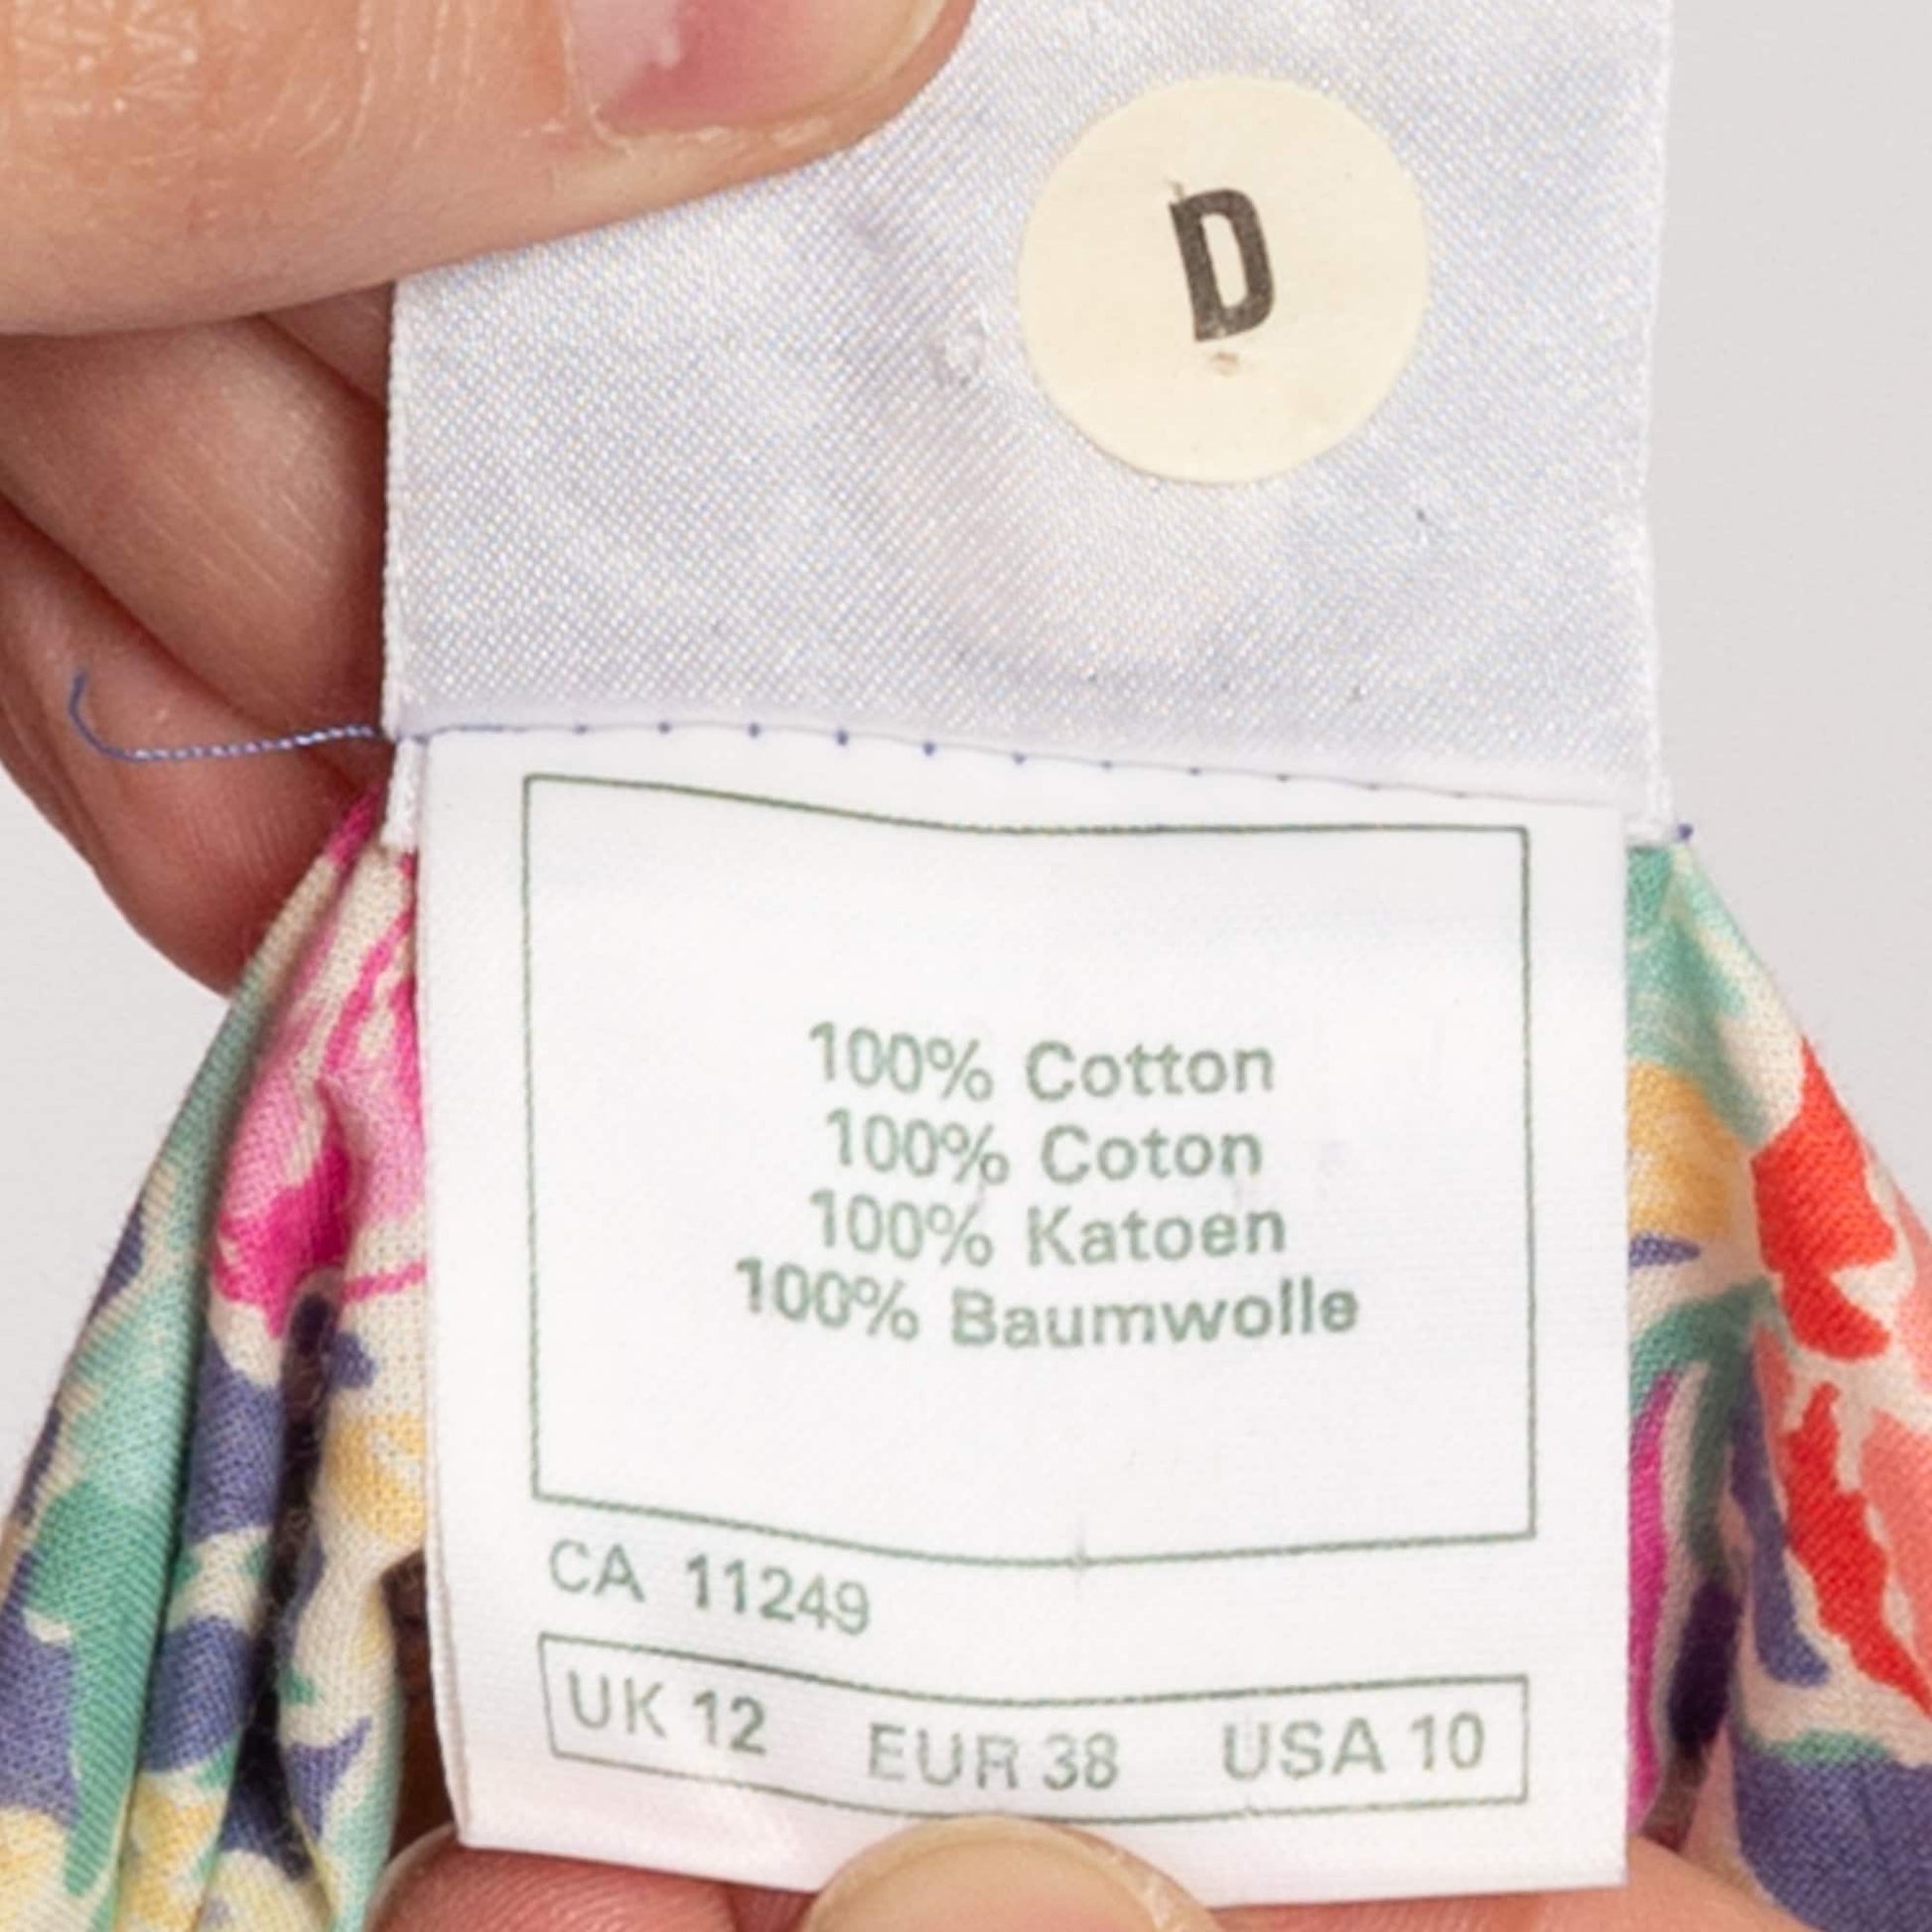 D
100% Cotton
100% Coton
100% Katoen
100% Baumwolle
CA 11249
UK 12 EUR 38 USA 10